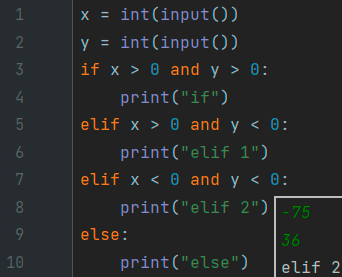 1 x = int(input())
2 y = int(input())
3 if x > 0 and y > 0:
4     print("if")
5 elif x > 0 and y < 0:
6     print("elif 1")
7 elif x < 0 and y < 0:
8     print("elif 2")
9 else:
10     print("else")
-75
36
elif 2